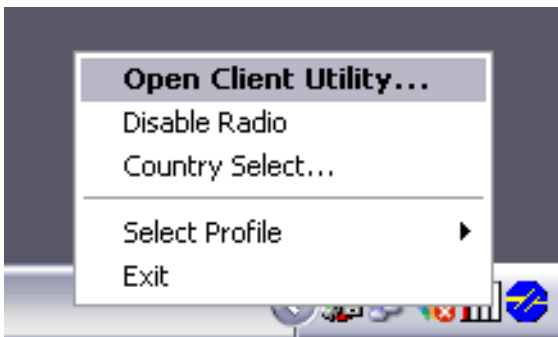 Open Client Utility...
Disable Radio
Country Select...
Select Profile
Exit